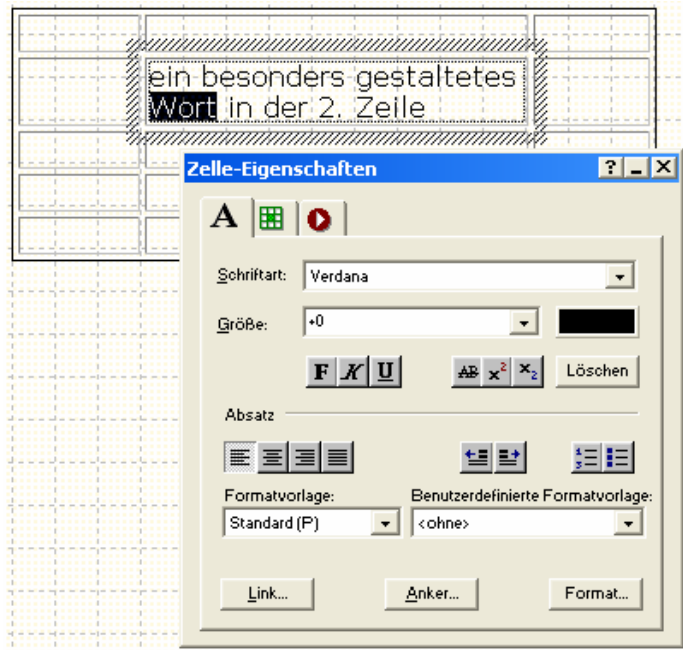 ein besonders gestaltetes
Wort in der 2. Zeile
Zelle-Eigenschaften
A
Schriftart: Verdana
Größe: +0
F K U AB x² x₂ Löschen
Absatz
Formatvorlage: Benutzerdefinierte Formatvorlage:
Standard (P) <ohne>
Link... Anker... Format...